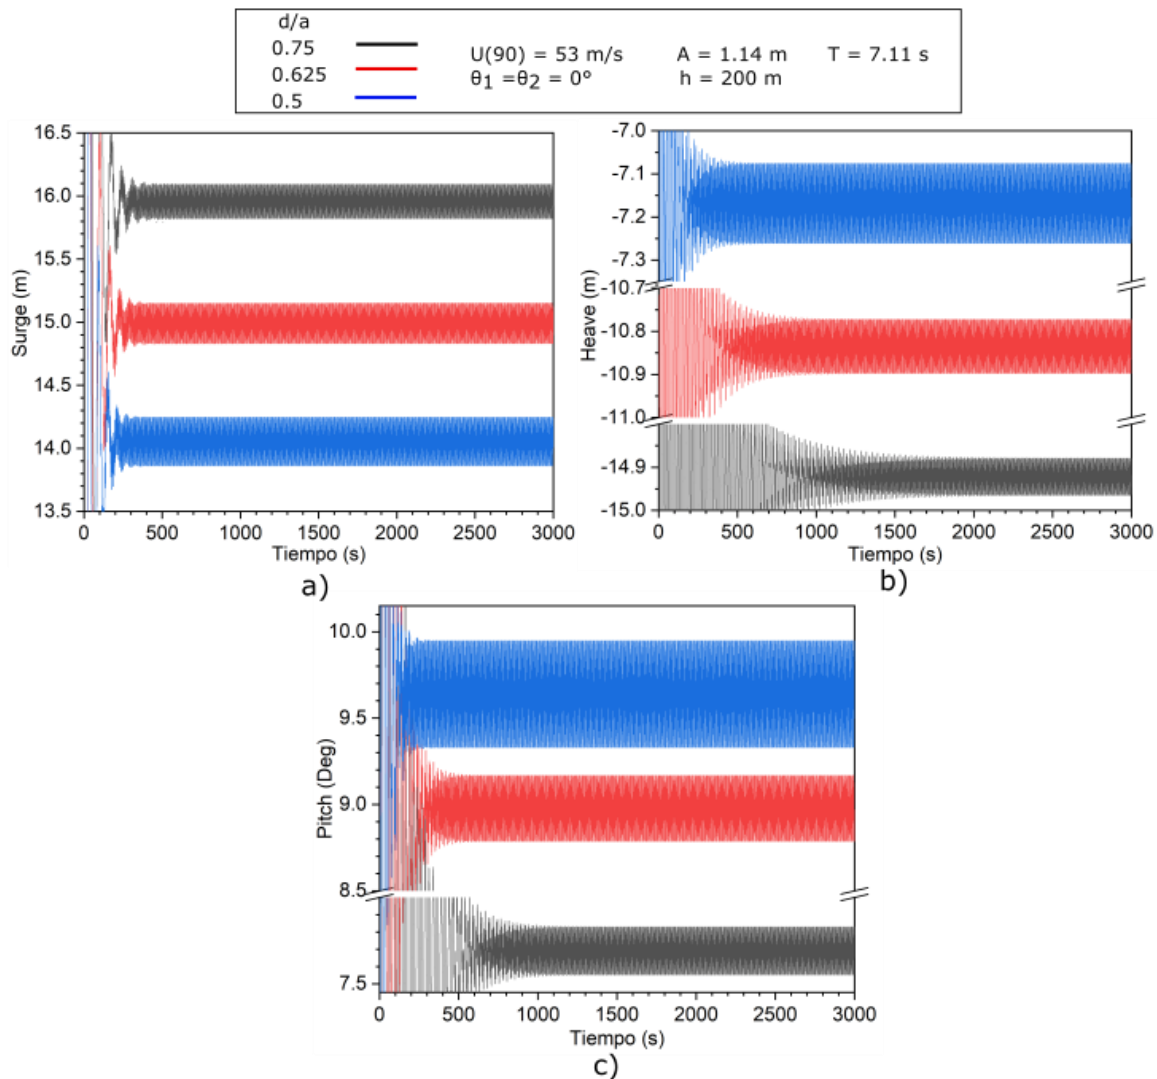 d/a
0.75
0.625
0.5
U(90) = 53 m/s A = 1.14 m T = 7.11 s
θ1 =θ2 = 0° h = 200 m
16.5
16.0
15.5
15.0
14.5
14.0
13.5
Surge (m)
0 500 1000 1500 2000 2500 3000
Tiempo (s)
a)
-7.0
-7.1
-7.2
-7.3
-10.7
-10.8
-10.9
-11.0
-14.9
-15.0
Heave (m)
0 500 1000 1500 2000 2500 3000
Tiempo (s)
b)
10.0
9.5
9.0
8.5
7.5
Pitch (Deg)
0 500 1000 1500 2000 2500 3000
Tiempo (s)
c)